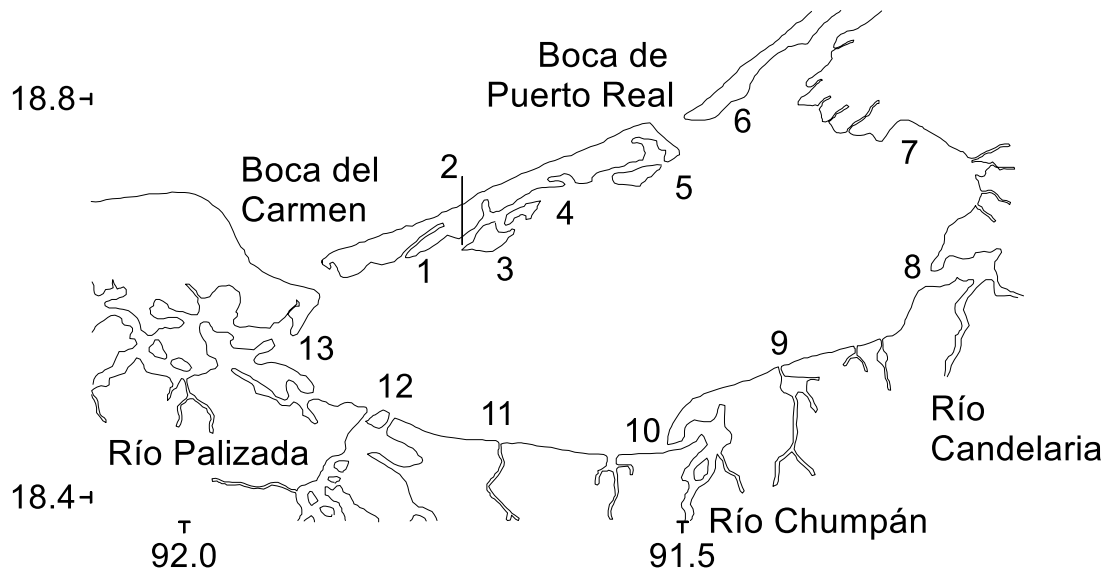 Boca de
Puerto Real
18.8
6
7
2
Boca del
Carmen
5
4
1
3
8
13
9
12
11
10
Río
Candelaria
Río Palizada
18.4
Río Chumpán
92.0
91.5